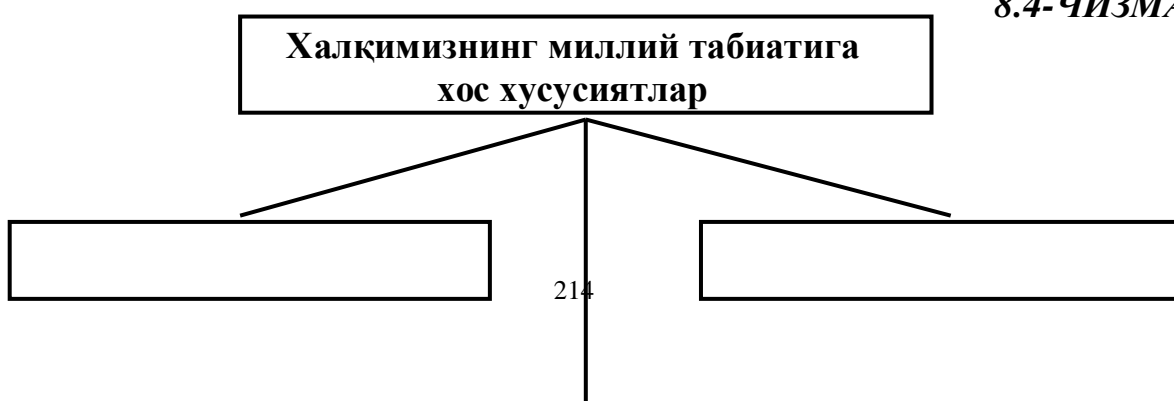 8.4-ЧИЗМА
Халқимизнинг миллий табиатига
хос хусусиятлар
214